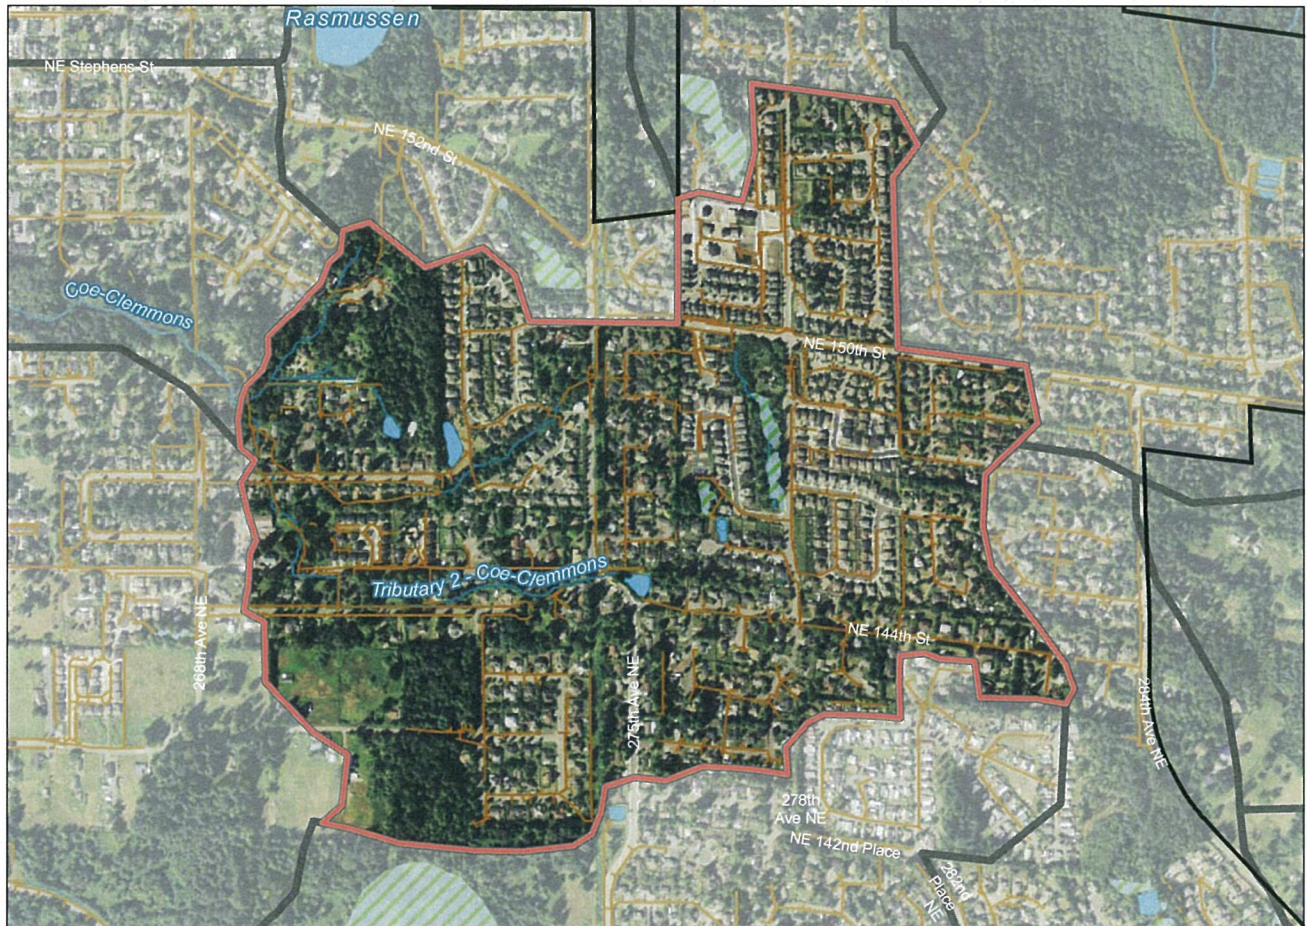 Rasmussen
NE Stephens St
NE 152nd St
Coe-Clemmons
NE 150th St
Tributary 2 - Coe-Clemmons
268th Ave NE
NE 144th St
275th Ave NE
284th Ave NE
278th
Ave NE
NE 142nd Place
282nd
Place
NE